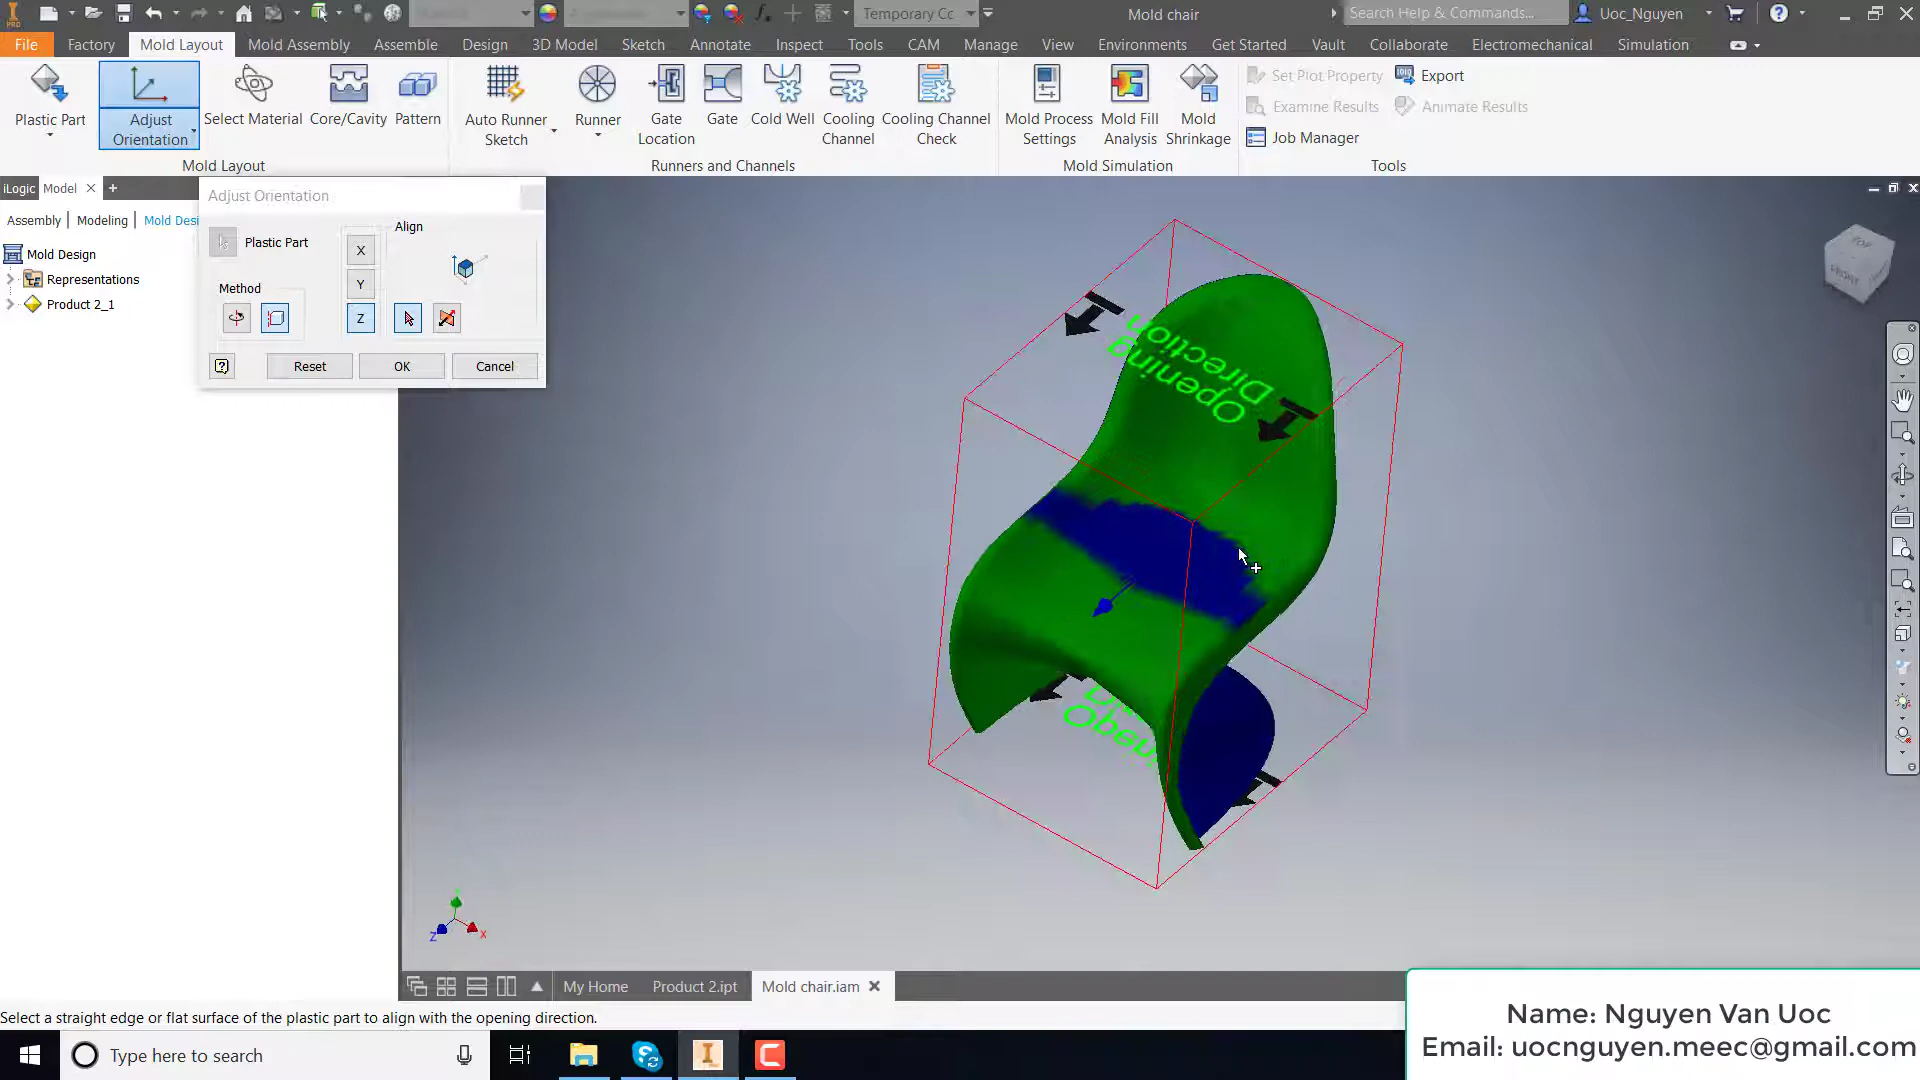 PRO
Temporary Cc
Mold chair
Search Help & Commands...
Uoc_Nguyen
File
Factory
Mold Layout
Mold Assembly
Assemble
Design
3D Model
Sketch
Annotate
Inspect
Tools
CAM
Manage
View
Environments
Get Started
Vault
Collaborate
Electromechanical
Simulation
Plastic Part
Adjust
Orientation
Select Material
Core/Cavity
Pattern
Auto Runner
Sketch
Runner
Gate
Location
Gate
Cold Well
Cooling
Channel
Cooling Channel
Check
Mold Process
Settings
Mold Fill
Analysis
Mold
Shrinkage
Set Plot Property
Export
Examine Results
Animate Results
Job Manager
Mold Layout
Runners and Channels
Mold Simulation
Tools
iLogic
Model
Assembly
Modeling
Mold Desi
Mold Design
Representations
Product 2_1
Adjust Orientation
Plastic Part
Method
X
Y
Z
Align
Reset
OK
Cancel
Opening
Direction
TOP
FRONT
Z
X
My Home
Product 2.ipt
Mold chair.iam
Select a straight edge or flat surface of the plastic part to align with the opening direction.
Type here to search
Name: Nguyen Van Uoc
Email: uocnguyen.meec@gmail.com